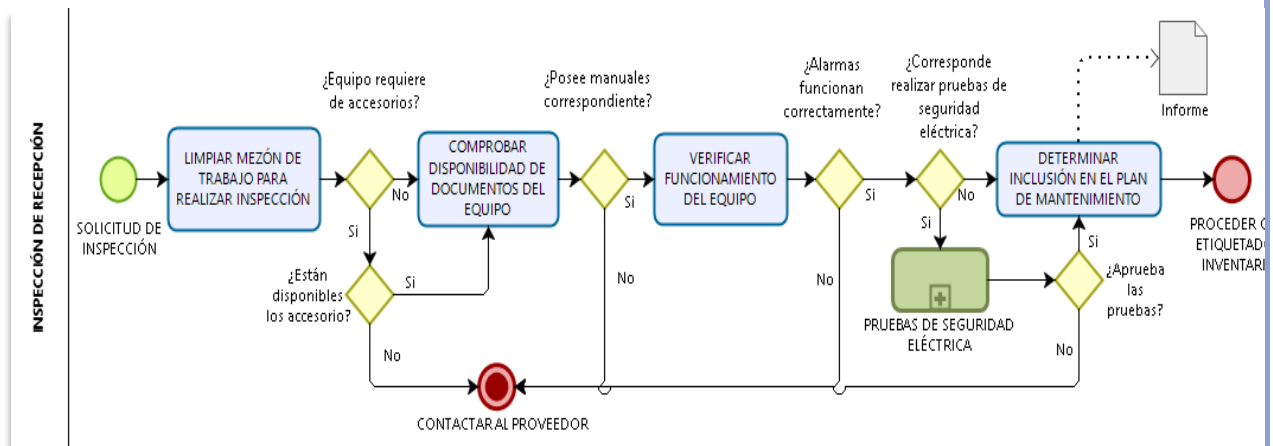 INSPECCIÓN DE RECEPCIÓN
SOLICITUD DE
INSPECCIÓN
LIMPIAR MEZÓN DE
TRABAJO PARA
REALIZAR INSPECCIÓN
¿Equipo requiere
de accesorios?
No
Si
¿Están
disponibles
los accesorio?
Si
No
COMPROBAR
DISPONIBILIDAD DE
DOCUMENTOS DEL
EQUIPO
¿Posee manuales
correspondiente?
Si
No
VERIFICAR
FUNCIONAMIENTO
DEL EQUIPO
¿Alarmas
funcionan
correctamente?
Si
No
¿Corresponde
realizar pruebas de
seguridad
eléctrica?
No
Si
PRUEBAS DE SEGURIDAD
ELÉCTRICA
¿Aprueba
las
pruebas?
Si
No
DETERMINAR
INCLUSIÓN EN EL PLAN
DE MANTENIMIENTO
Informe
PROCEDER
ETIQUETAD
INVENTARI
CONTACTAR AL PROVEEDOR